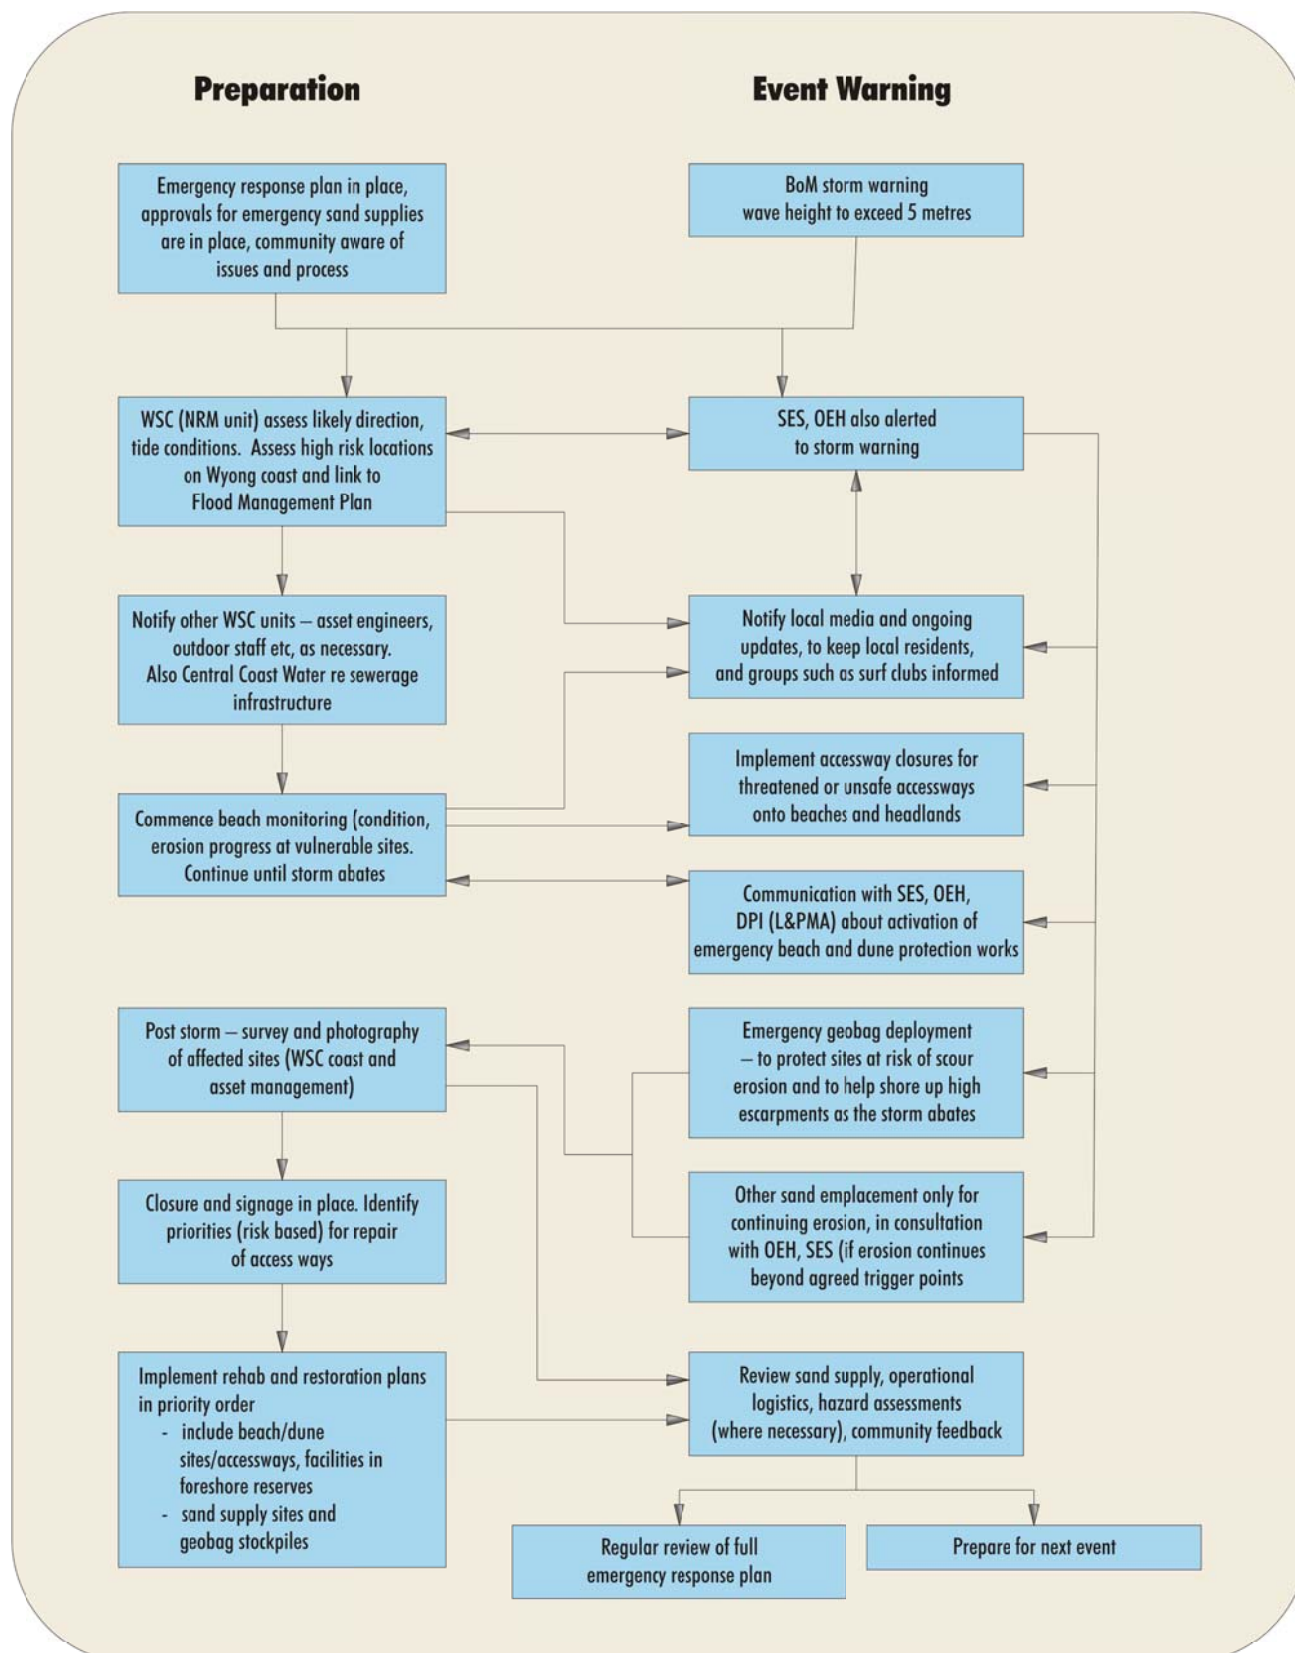 Preparation
Event Warning
Emergency response plan in place,
approvals for emergency sand supplies
are in place, community aware of
issues and process
BoM storm warning
wave height to exceed 5 metres
WSC (NRM unit) assess likely direction,
tide conditions.  Assess high risk locations
on Wyong coast and link to
Flood Management Plan
SES, OEH also alerted
to storm warning
Notify other WSC units – asset engineers,
outdoor staff etc, as necessary.
Also Central Coast Water re sewerage
infrastructure
Notify local media and ongoing
updates, to keep local residents,
and groups such as surf clubs informed
Implement accessway closures for
threatened or unsafe accessways
onto beaches and headlands
Commence beach monitoring (condition,
erosion progress at vulnerable sites.
Continue until storm abates
Communication with SES, OEH,
DPI (L&PMA) about activation of
emergency beach and dune protection works
Post storm – survey and photography
of affected sites (WSC coast and
asset management)
Emergency geobag deployment
– to protect sites at risk of scour
erosion and to help shore up high
escarpments as the storm abates
Closure and signage in place. Identify
priorities (risk based) for repair
of access ways
Other sand emplacement only for
continuing erosion, in consultation
with OEH, SES (if erosion continues
beyond agreed trigger points
Implement rehab and restoration plans
in priority order
- include beach/dune
sites/accessways, facilities in
foreshore reserves
- sand supply sites and
geobag stockpiles
Review sand supply, operational
logistics, hazard assessments
(where necessary), community feedback
Regular review of full
emergency response plan
Prepare for next event